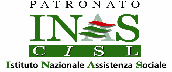 PATRONATO
INAS
CISL
Istituto Nazionale Assistenza Sociale